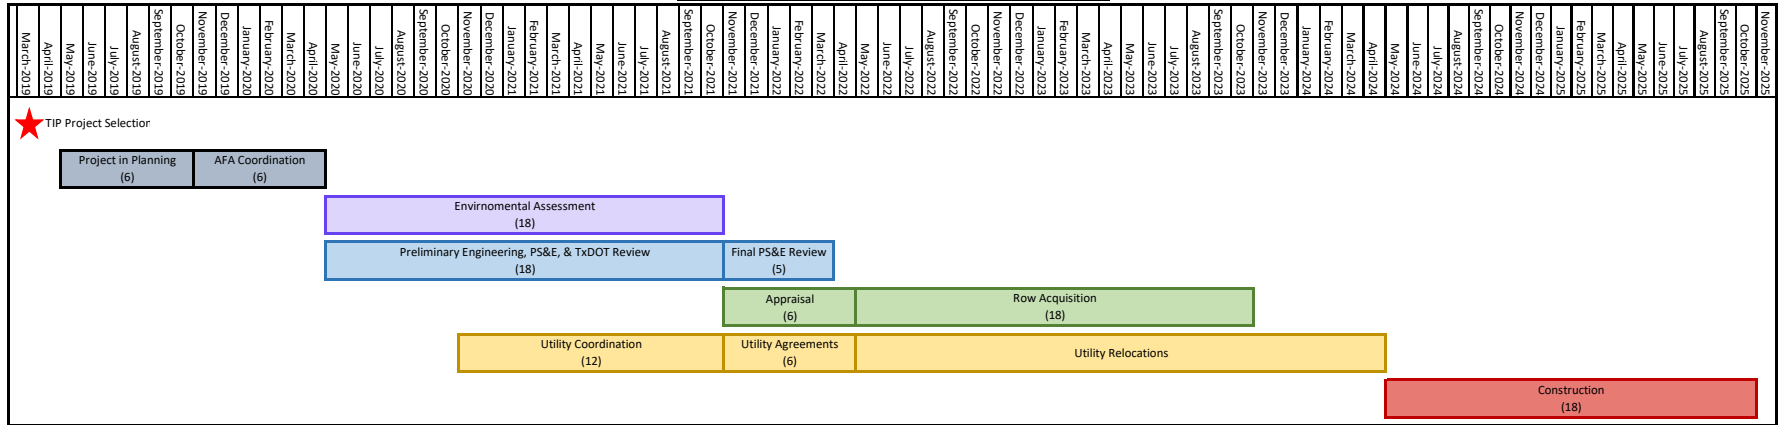 March-2019
April-2019
May-2019
June-2019
July-2019
August-2019
September-2019
October-2019
November-2019
December-2019
January-2020
February-2020
March-2020
April-2020
May-2020
June-2020
July-2020
August-2020
September-2020
October-2020
November-2020
December-2020
January-2021
February-2021
March-2021
April-2021
May-2021
June-2021
July-2021
August-2021
September-2021
October-2021
November-2021
December-2021
January-2022
February-2022
March-2022
April-2022
May-2022
June-2022
July-2022
August-2022
September-2022
October-2022
November-2022
December-2022
January-2023
February-2023
March-2023
April-2023
May-2023
June-2023
July-2023
August-2023
September-2023
October-2023
November-2023
December-2023
January-2024
February-2024
March-2024
April-2024
May-2024
June-2024
July-2024
August-2024
September-2024
October-2024
November-2024
December-2024
January-2025
February-2025
March-2025
April-2025
May-2025
June-2025
July-2025
August-2025
September-2025
October-2025
November-2025
TIP Project Selection
Project in Planning
(6)
AFA Coordination
(6)
Envirnomental Assessment
(18)
Preliminary Engineering, PS&E, & TxDOT Review
(18)
Final PS&E Review
(5)
Appraisal
(6)
Row Acquisition
(18)
Utility Coordination
(12)
Utility Agreements
(6)
Utility Relocations
Construction
(18)